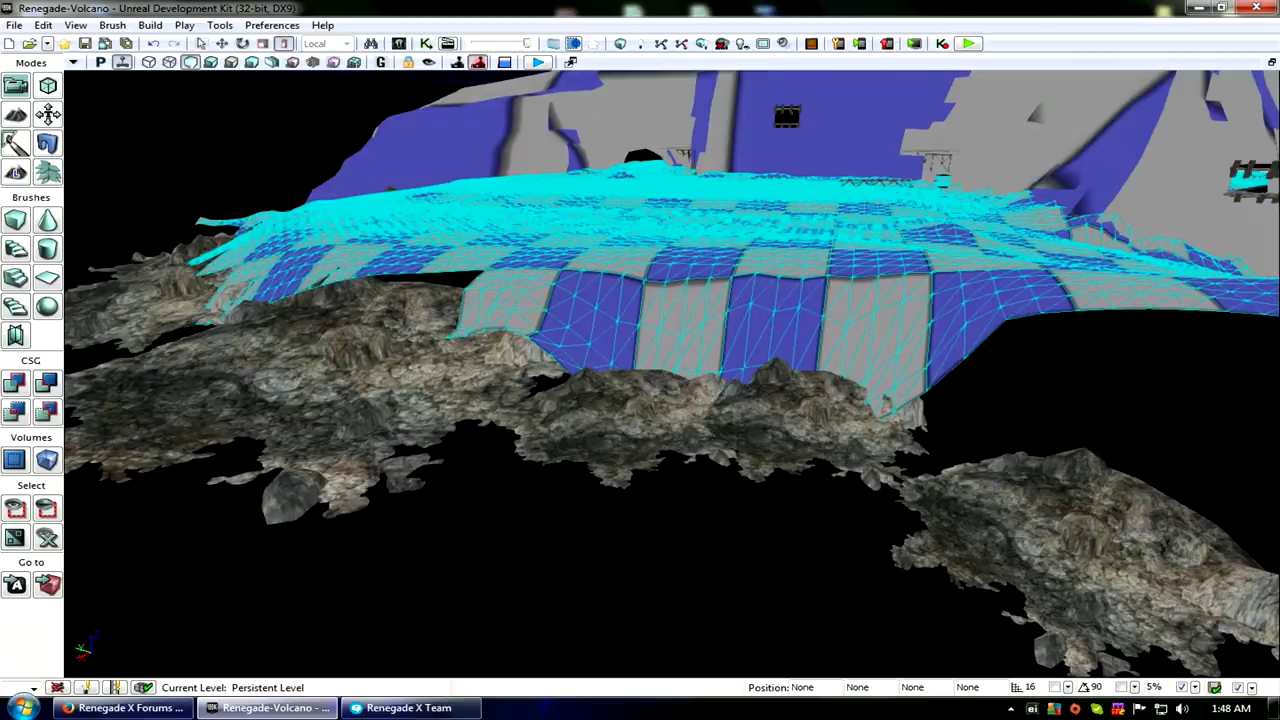 Renegade-Volcano - Unreal Development Kit (32-bit, DX9)
File Edit View Brush Build Play Tools Preferences Help
Local
Modes
P
G
Brushes
CSG
Volumes
Select
Go to
Current Level: Persistent Level
Position: None None None None 16 90 5%
Renegade X Forums ...
Renegade-Volcano - ...
Renegade X Team
1:48 AM